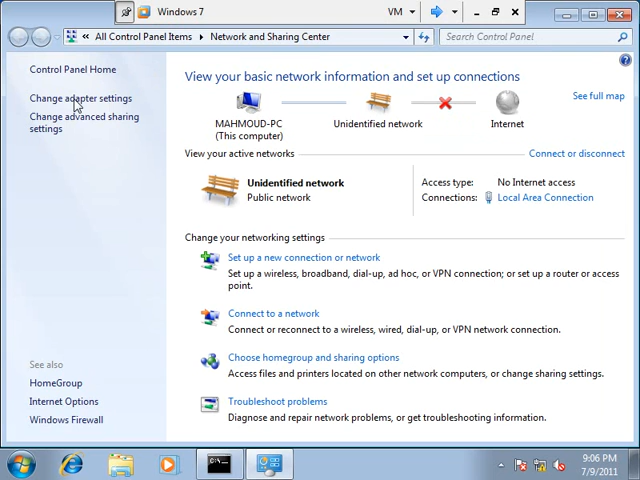 Windows 7
VM
All Control Panel Items
Network and Sharing Center
Search Control Panel
Control Panel Home
Change adapter settings
Change advanced sharing
settings
See also
HomeGroup
Internet Options
Windows Firewall
View your basic network information and set up connections
See full map
MAHMOUD-PC
(This computer)
Unidentified network
Internet
View your active networks
Connect or disconnect
Unidentified network
Public network
Access type: No Internet access
Connections: Local Area Connection
Change your networking settings
Set up a new connection or network
Set up a wireless, broadband, dial-up, ad hoc, or VPN connection; or set up a router or access
point.
Connect to a network
Connect or reconnect to a wireless, wired, dial-up, or VPN network connection.
Choose homegroup and sharing options
Access files and printers located on other network computers, or change sharing settings.
Troubleshoot problems
Diagnose and repair network problems, or get troubleshooting information.
9:06 PM
7/9/2011